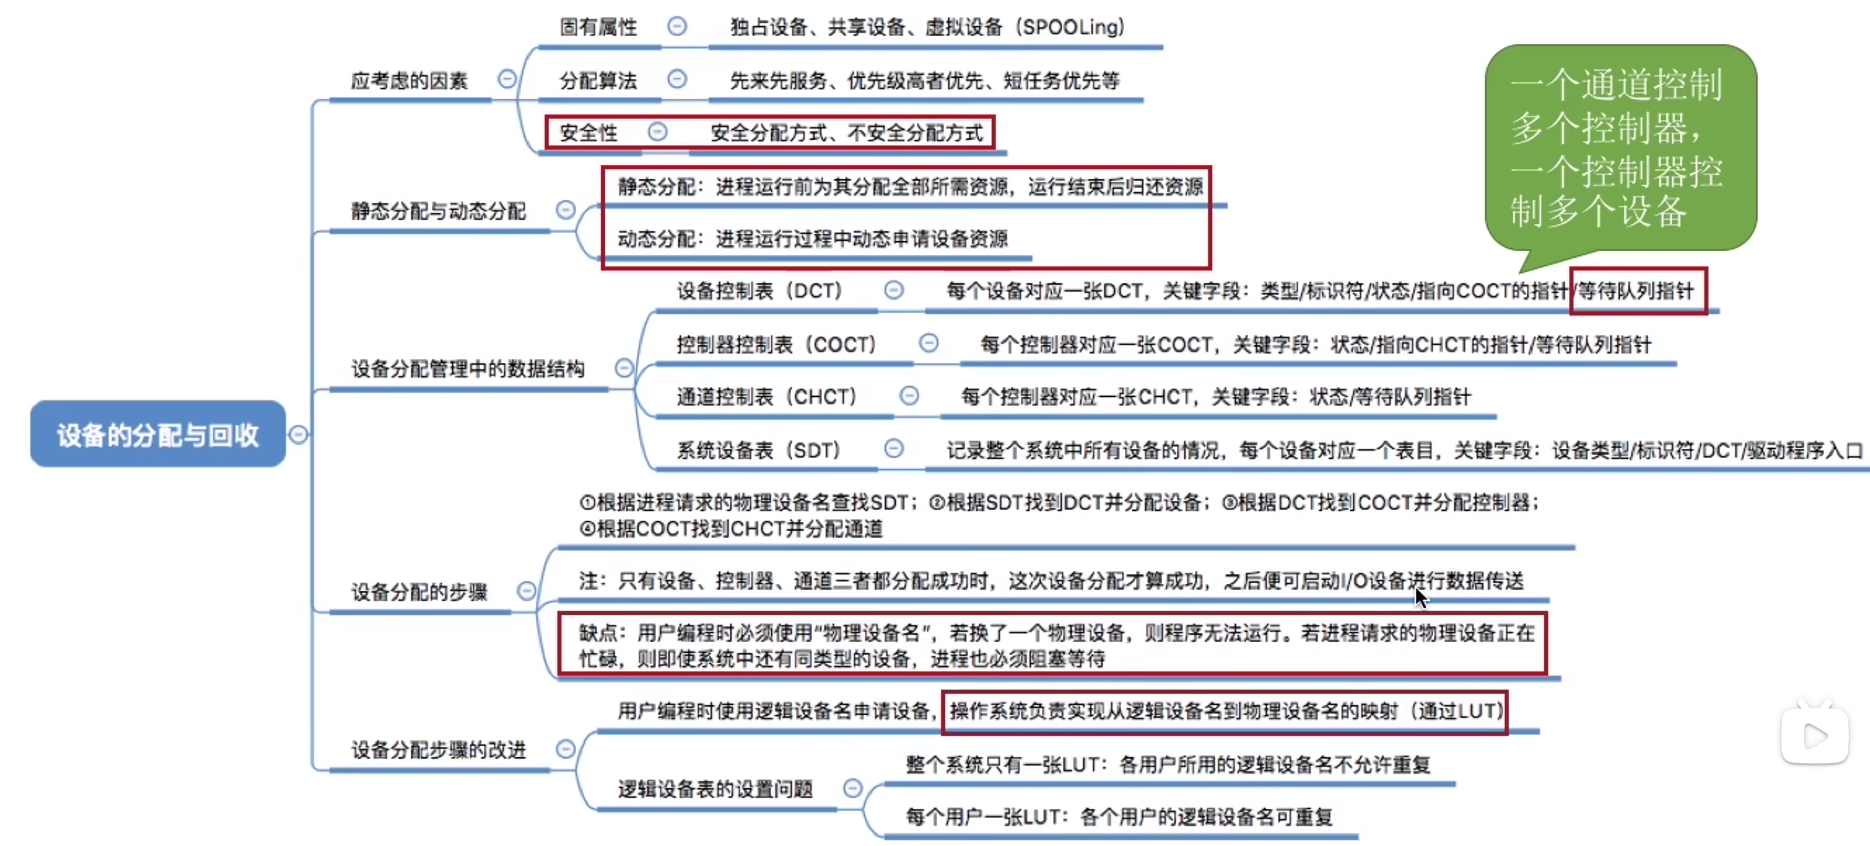 设备的分配与回收
应考虑的因素
固有属性
独占设备、共享设备、虚拟设备（SPOOLing）
分配算法
先来先服务、优先级高者优先、短任务优先等
安全性
安全分配方式、不安全分配方式
静态分配与动态分配
静态分配：进程运行前为其分配全部所需资源，运行结束后归还资源
动态分配：进程运行过程中动态申请设备资源
一个通道控制
多个控制器，
一个控制器控
制多个设备
设备分配管理中的数据结构
设备控制表（DCT）
每个设备对应一张DCT，关键字段：类型/标识符/状态/指向COCT的指针/等待队列指针
控制器控制表（COCT）
每个控制器对应一张COCT，关键字段：状态/指向CHCT的指针/等待队列指针
通道控制表（CHCT）
每个控制器对应一张CHCT，关键字段：状态/等待队列指针
系统设备表（SDT）
记录整个系统中所有设备的情况，每个设备对应一个表目，关键字段：设备类型/标识符/DCT/驱动程序入口
设备分配的步骤
①根据进程请求的物理设备名查找SDT；②根据SDT找到DCT并分配设备；③根据DCT找到COCT并分配控制器；
④根据COCT找到CHCT并分配通道
注：只有设备、控制器、通道三者都分配成功时，这次设备分配才算成功，之后便可启动I/O设备进行数据传送
缺点：用户编程时必须使用“物理设备名”，若换了一个物理设备，则程序无法运行。若进程请求的物理设备正在
忙碌，则即使系统中还有同类型的设备，进程也必须阻塞等待
设备分配步骤的改进
用户编程时使用逻辑设备名申请设备，操作系统负责实现从逻辑设备名到物理设备名的映射（通过LUT）
逻辑设备表的设置问题
整个系统只有一张LUT：各用户所用的逻辑设备名不允许重复
每个用户一张LUT：各个用户的逻辑设备名可重复